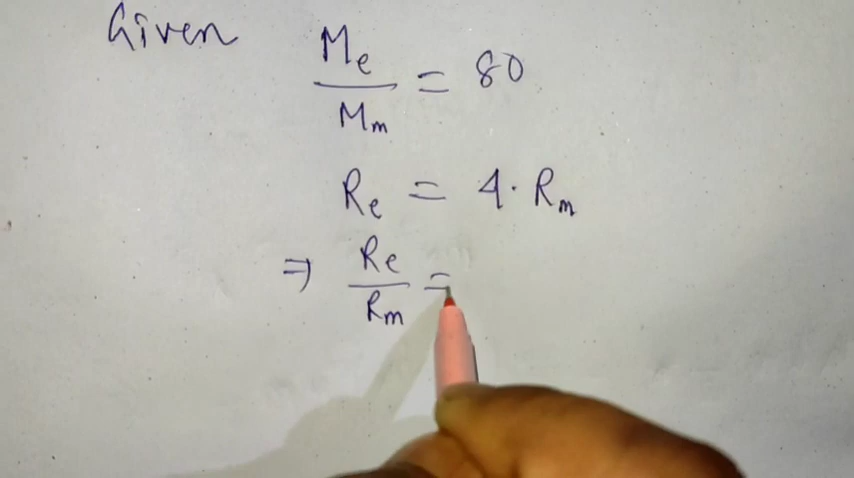 Given
Me/Mm = 80
Re = 4. Rm
⇒ Re/Rm =